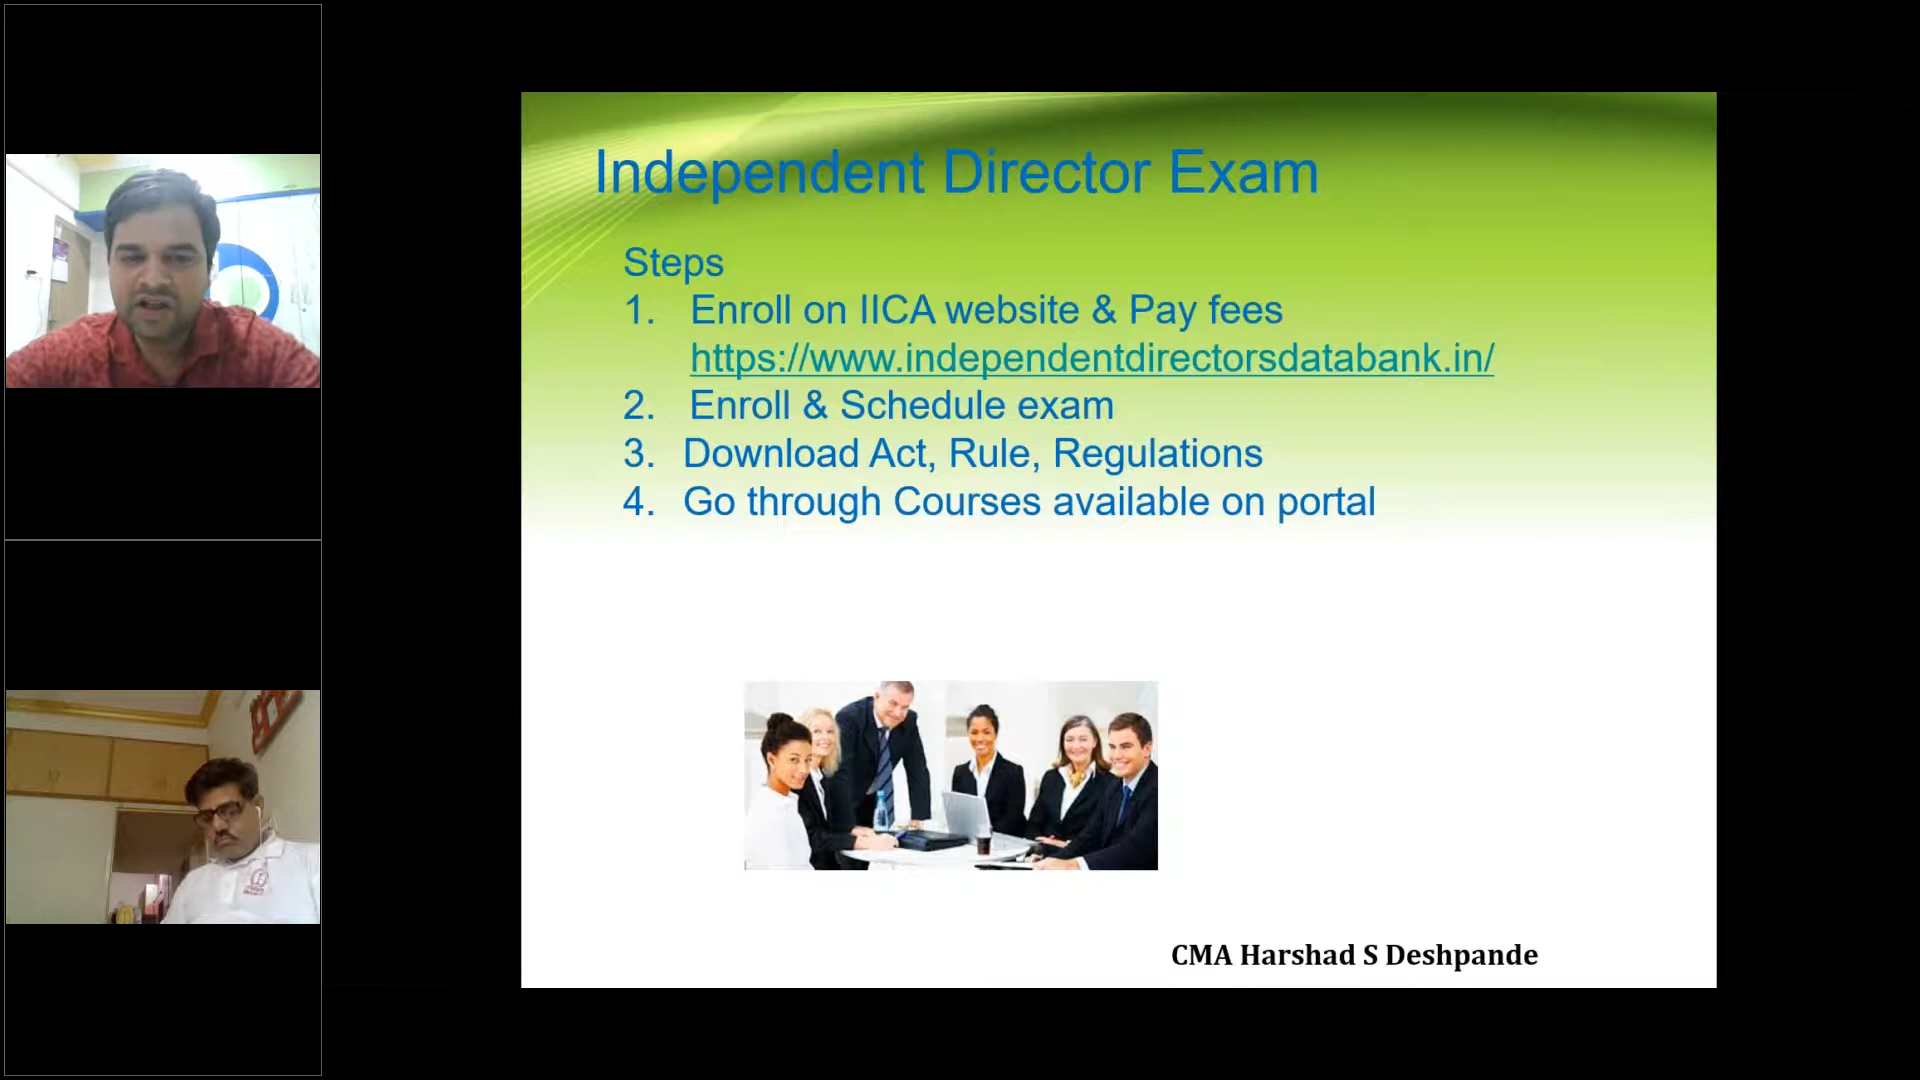 Independent Director Exam
Steps
1. Enroll on IICA website & Pay fees
https://www.independentdirectorsdatabank.in/
2. Enroll & Schedule exam
3. Download Act, Rule, Regulations
4. Go through Courses available on portal
CMA Harshad S Deshpande